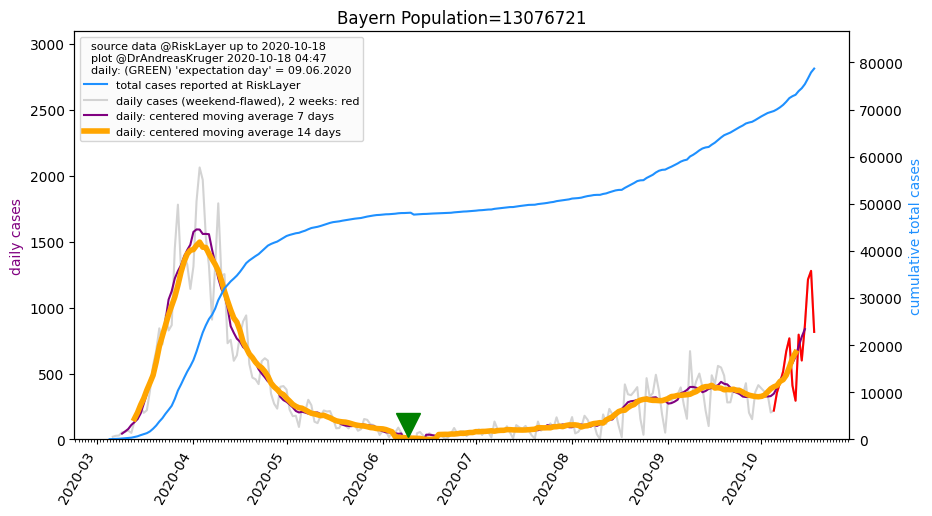 Bayern Population=13076721
source data @RiskLayer up to 2020-10-18
plot @DrAndreasKruger 2020-10-18 04:47
daily: (GREEN) 'expectation day' = 09.06.2020
total cases reported at RiskLayer
daily cases (weekend-flawed), 2 weeks: red
daily: centered moving average 7 days
daily: centered moving average 14 days
daily cases
3000
2500
2000
1500
1000
500
0
cumulative total cases
80000
70000
60000
50000
40000
30000
20000
10000
0
2020-03
2020-04
2020-05
2020-06
2020-07
2020-08
2020-09
2020-10